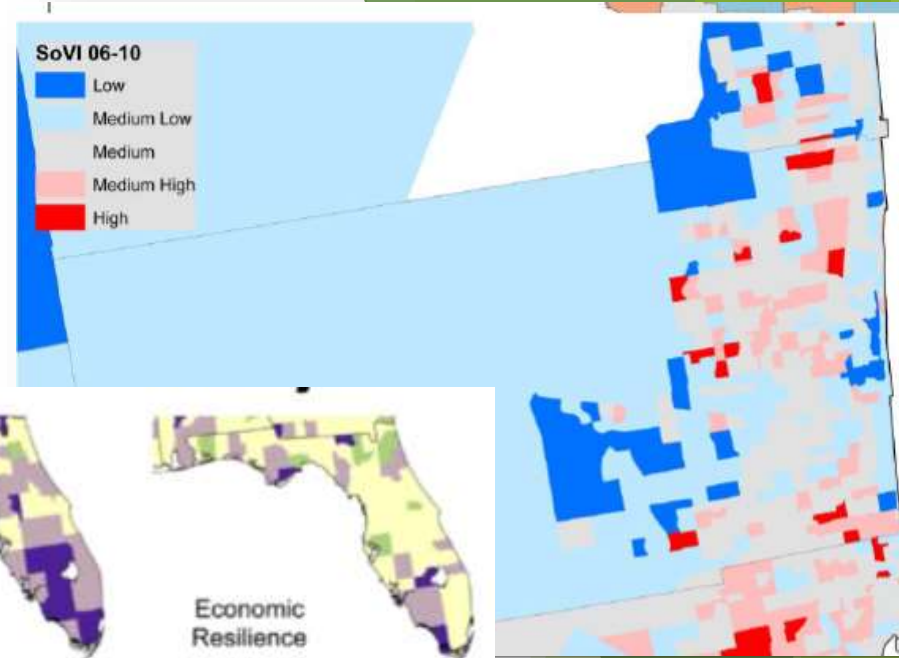 SoVI 06-10
Low
Medium Low
Medium
Medium High
High
Economic
Resilience